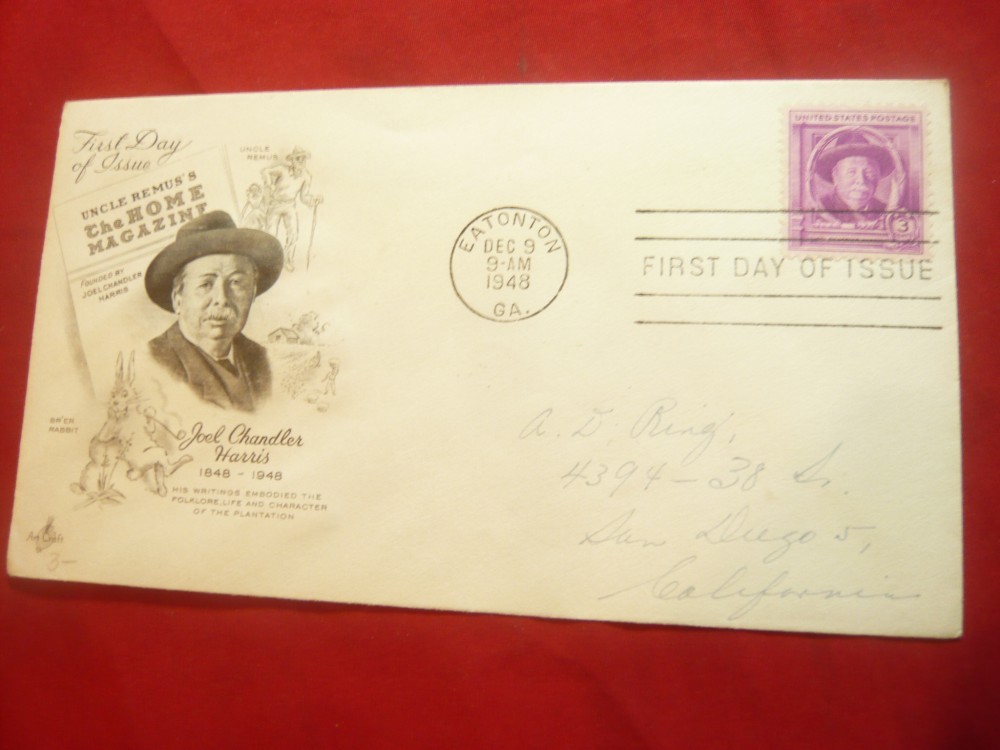 First Day
of Issue
UNCLE REMUS'S
The HOME
MAGAZINE
FOUNDED BY
JOEL CHANDLER
HARRIS
UNCLE
REMUS
BR'ER
RABBIT
Joel Chandler
Harris
1848 - 1948
HIS WRITINGS EMBODIED THE
FOLKLORE, LIFE AND CHARACTER
OF THE PLANTATION
Art Craft
3—
EATONTON
DEC 9
9-AM
1948
GA.
UNITED STATES POSTAGE
3
FIRST DAY OF ISSUE
A. D. Ring,
4394 - 38 St.
San Diego 5,
California